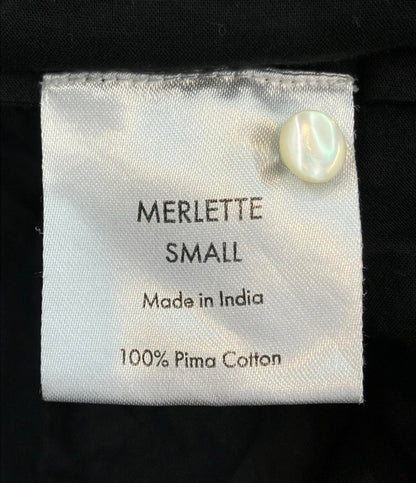 MERLETTE
SMALL
Made in India
100% Pima Cotton